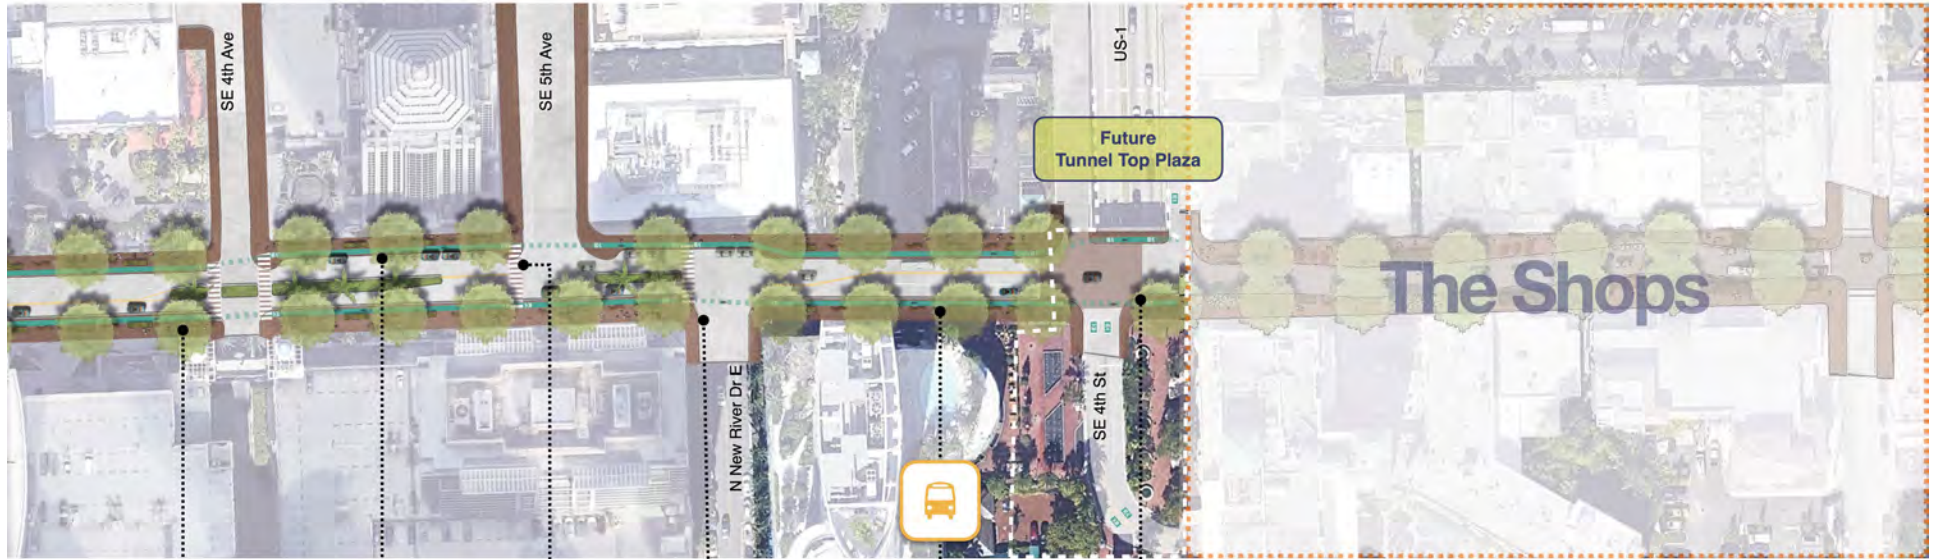 SE 4th Ave
SE 5th Ave
US-1
Future
Tunnel Top Plaza
The Shops
N New River Dr E
SE 4th St